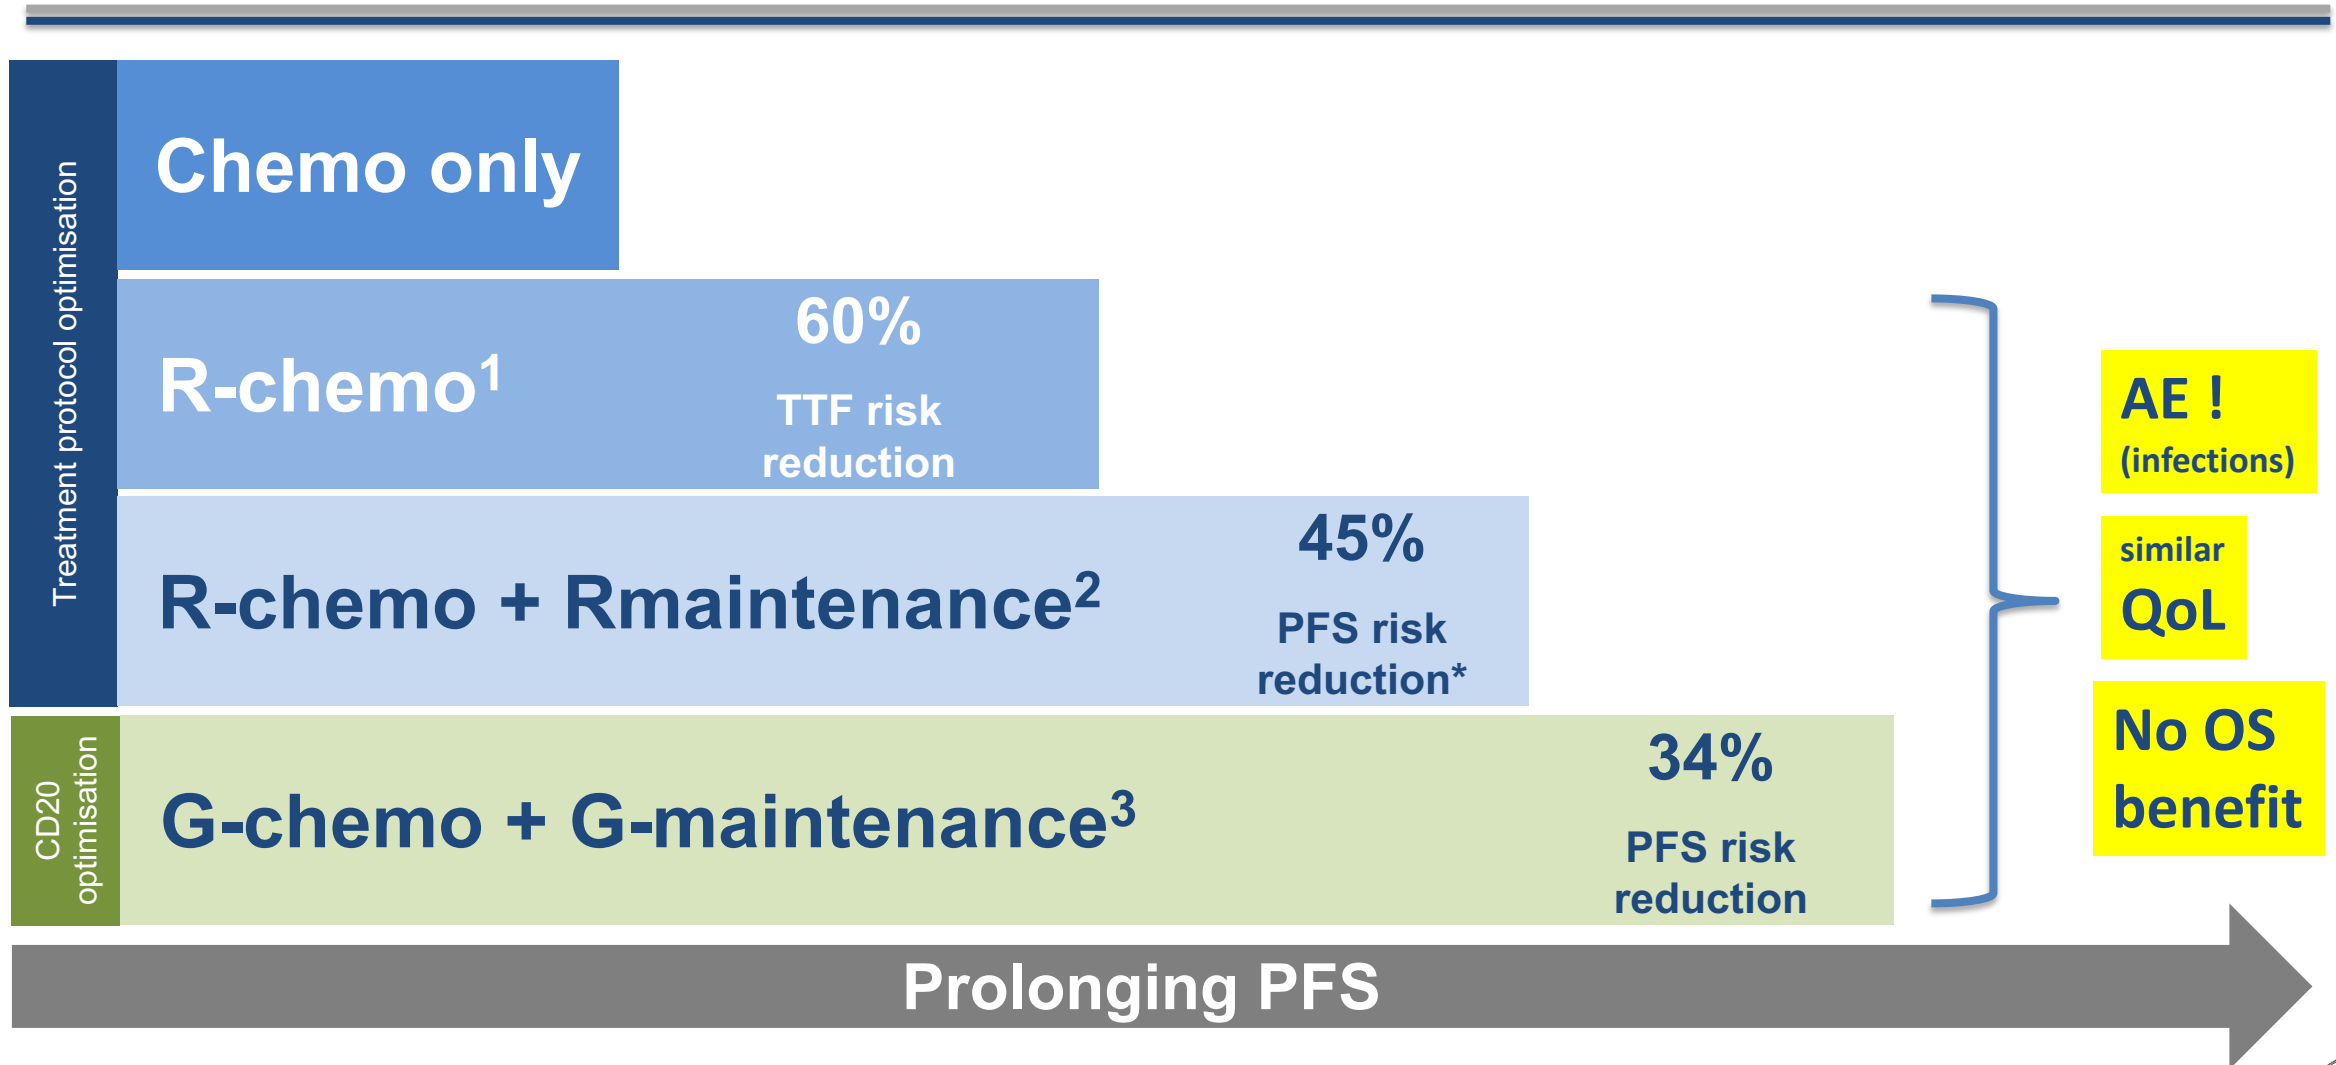 Treatment protocol optimisation
Chemo only
R-chemo¹
60%
TTF risk
reduction
R-chemo + Rmaintenance²
45%
PFS risk
reduction*
CD20
optimisation
G-chemo + G-maintenance³
34%
PFS risk
reduction
AE !
(infections)
similar
QoL
No OS
benefit
Prolonging PFS